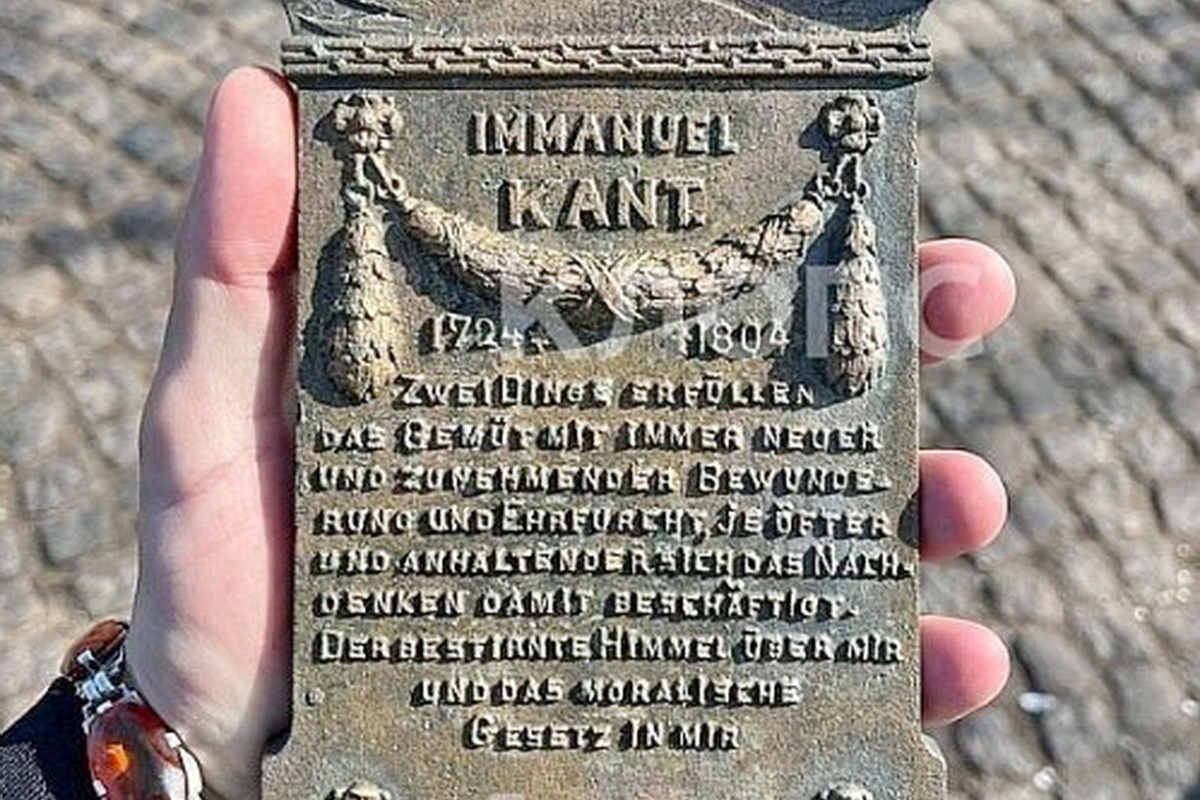 IMMANUEL
KANT
1724 1804
ZWEI DINGE ERFÜLLEN
DAS GEMÜT MIT IMMER NEUER
UND ZUNEHMENDER BEWUNDE-
RUNG UND EHRFURCHT, JE ÖFTER
UND ANHALTENDER SICH DAS NACH-
DENKEN DAMIT BESCHÄFTIGT.
DER BESTIRNTE HIMMEL ÜBER MIR
UND DAS MORALISCHE
GESETZ IN MIR